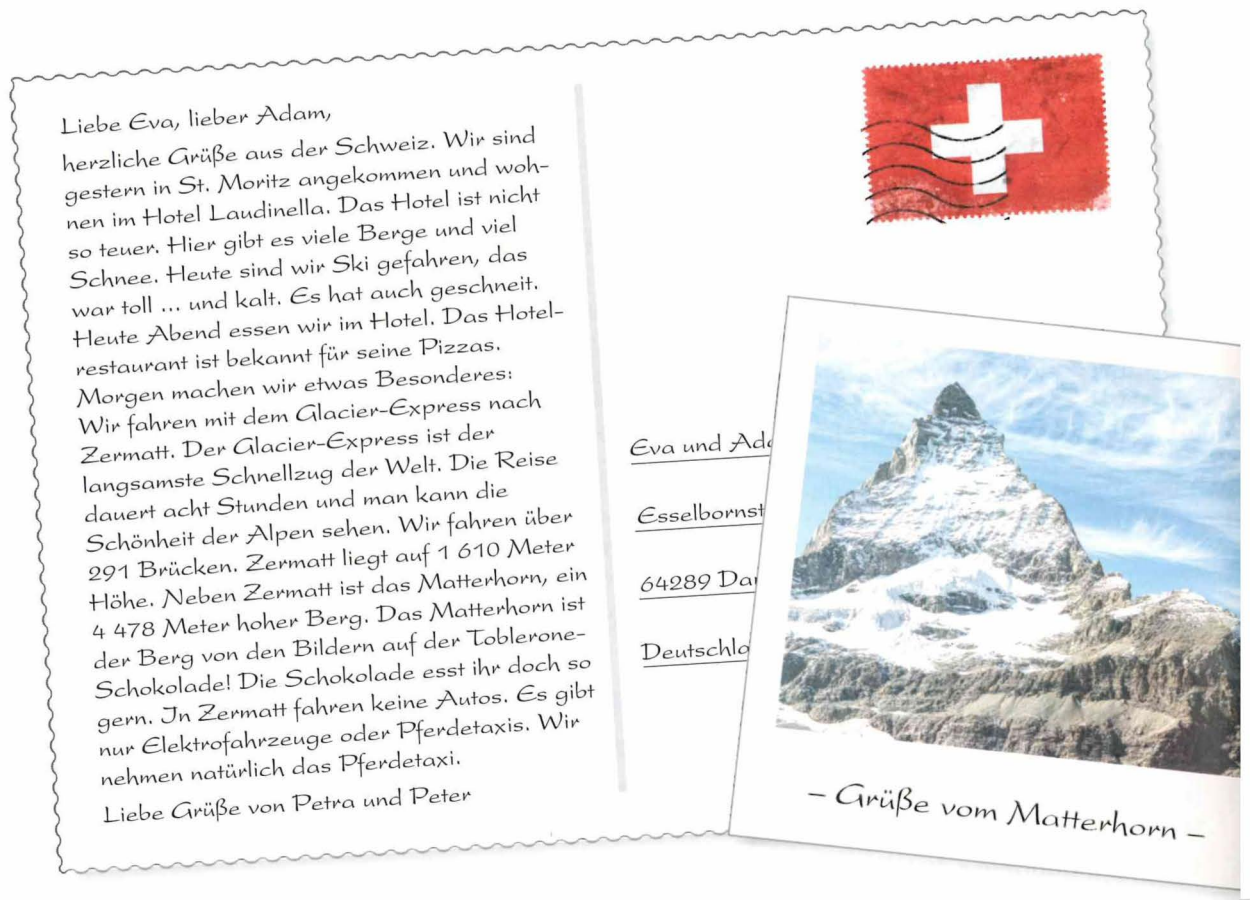 Liebe Eva, lieber Adam,
herzliche Grüße aus der Schweiz. Wir sind
gestern in St. Moritz angekommen und woh-
nen im Hotel Laudinella. Das Hotel ist nicht
so teuer. Hier gibt es viele Berge und viel
Schnee. Heute sind wir Ski gefahren, das
war toll ... und kalt. Es hat auch geschneit.
Heute Abend essen wir im Hotel. Das Hotel-
restaurant ist bekannt für seine Pizzas.
Morgen machen wir etwas Besonderes:
Wir fahren mit dem Glacier-Express nach
Zermatt. Der Glacier-Express ist der
langsamste Schnellzug der Welt. Die Reise
dauert acht Stunden und man kann die
Schönheit der Alpen sehen. Wir fahren über
291 Brücken. Zermatt liegt auf 1 610 Meter
Höhe. Neben Zermatt ist das Matterhorn, ein
4 478 Meter hoher Berg. Das Matterhorn ist
der Berg von den Bildern auf der Toblerone-
Schokolade! Die Schokolade esst ihr doch so
gern. In Zermatt fahren keine Autos. Es gibt
nur Elektrofahrzeuge oder Pferdetaxis. Wir
nehmen natürlich das Pferdetaxi.
Liebe Grüße von Petra und Peter
Eva und
64289
– Grüße vom Matterhorn –